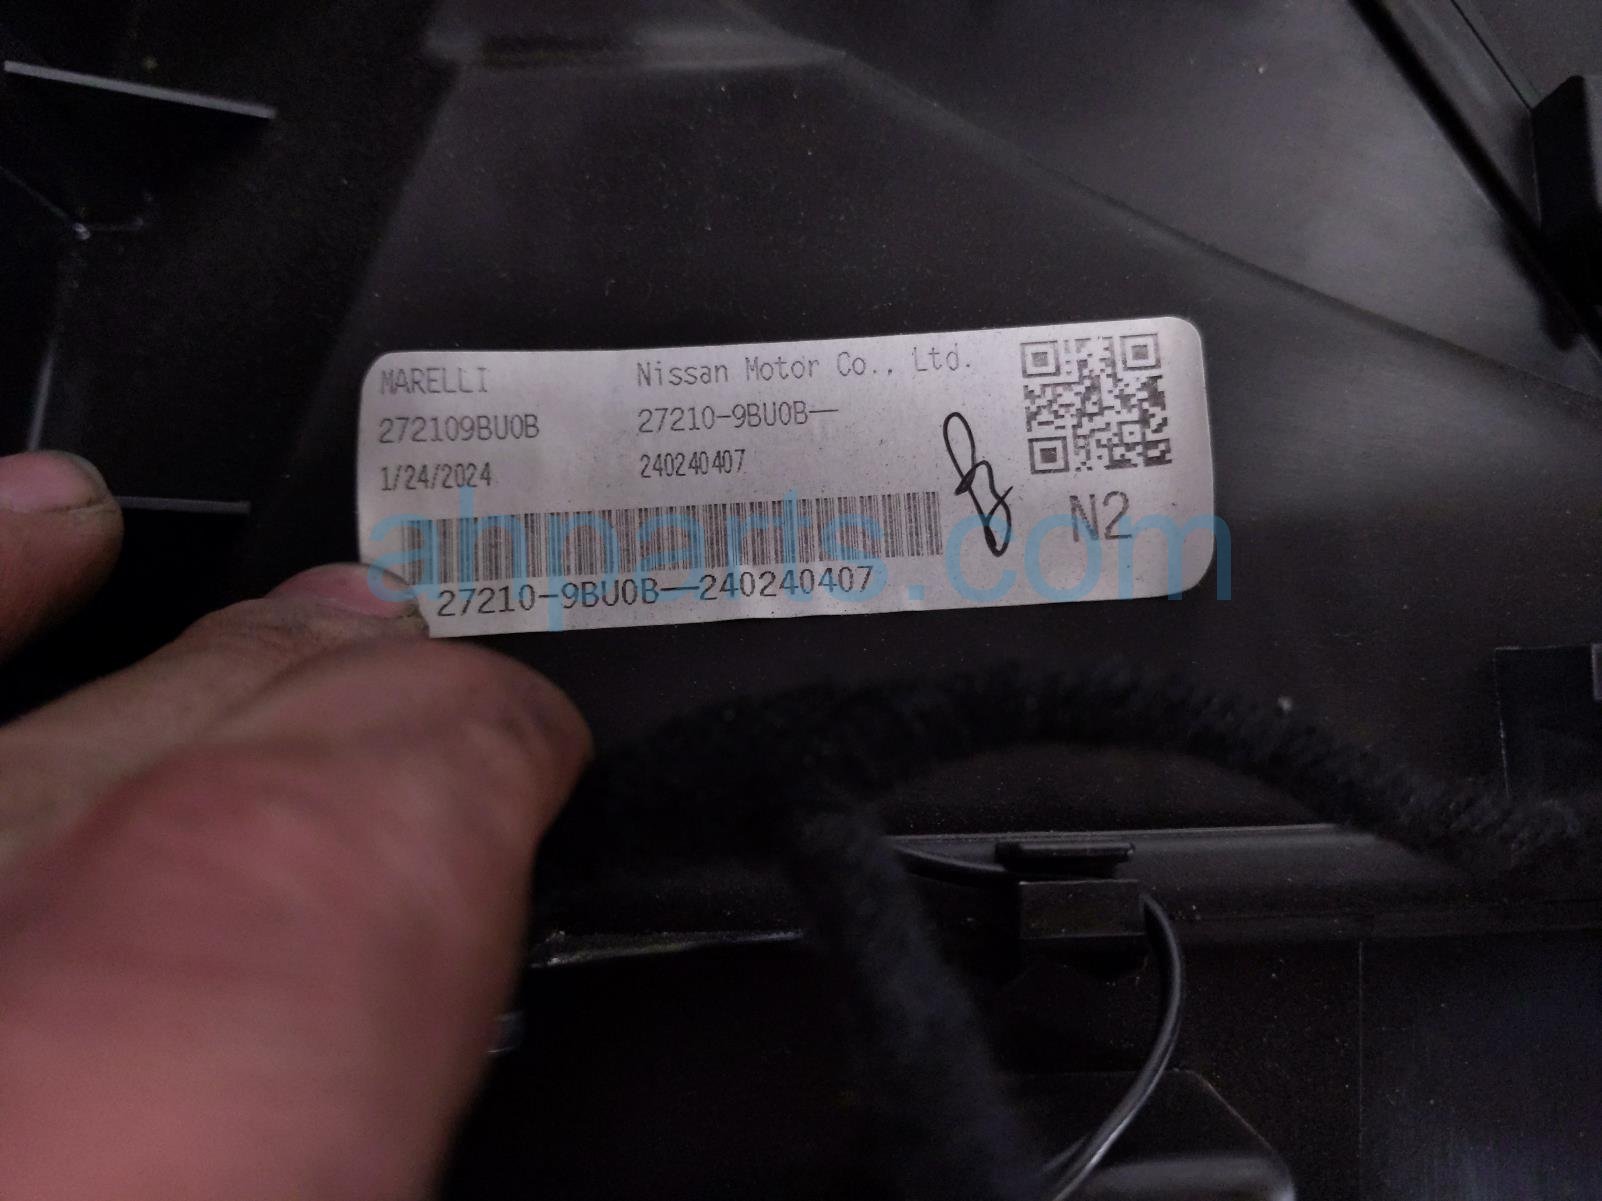 MARELLI Nissan Motor Co., Ltd.
272109BU0B 27210-9BU0B—
1/24/2024 240240407
N2
27210-9BU0B—240240407
ahparts.com